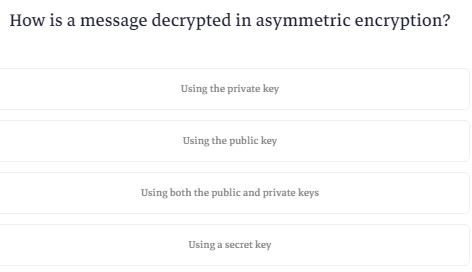 How is a message decrypted in asymmetric encryption?
Using the private key
Using the public key
Using both the public and private keys
Using a secret key